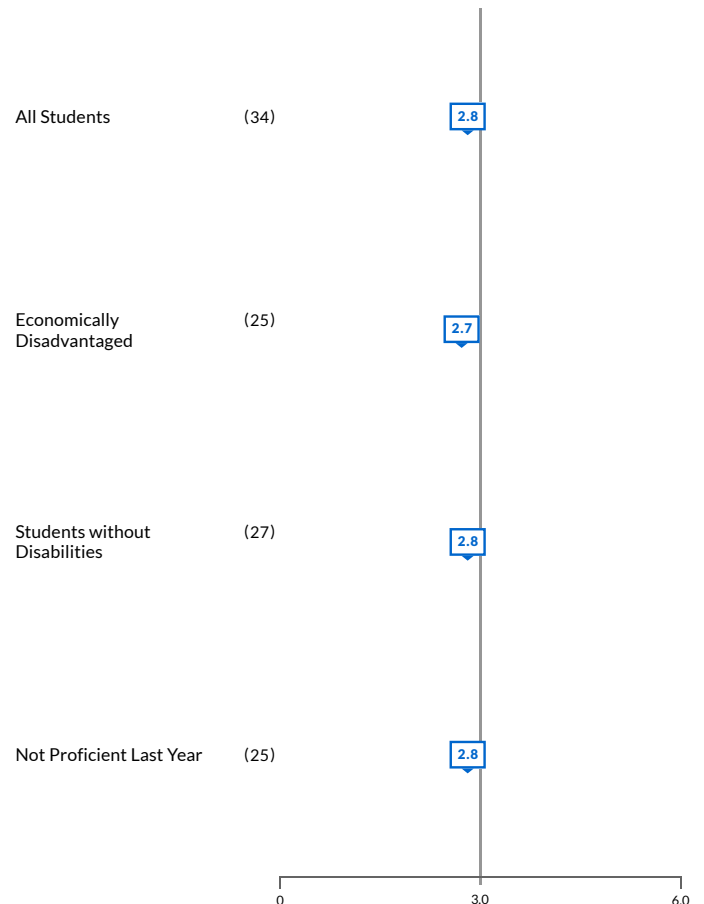 All Students (34) 2.8
Economically (25) 2.7
Disadvantaged
Students without (27) 2.8
Disabilities
Not Proficient Last Year (25) 2.8
0 3.0 6.0